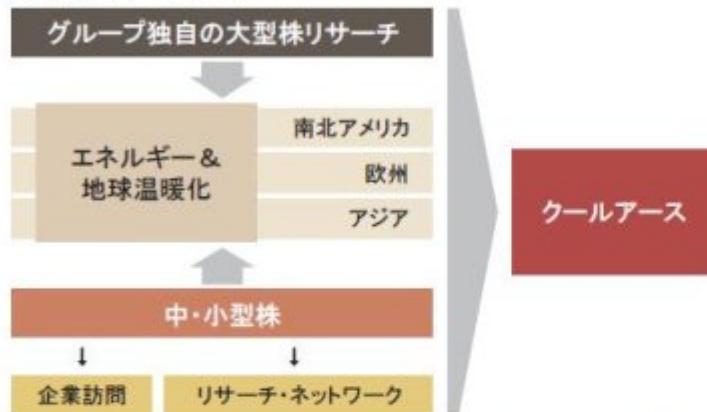 グループ独自の大型株リサーチ
エネルギー＆
地球温暖化
南北アメリカ
欧州
アジア
クールアース
中・小型株
企業訪問
リサーチ・ネットワーク